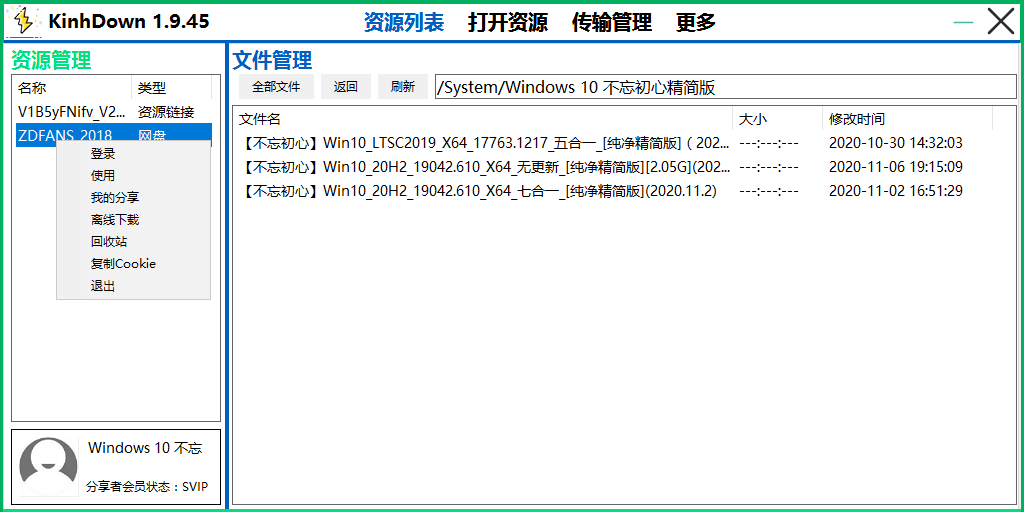 KinhDown 1.9.45
资源列表 打开资源 传输管理 更多
资源管理
名称 类型
V1B5yFNifv_V2... 资源链接
ZDFANS_2018 网盘
登录
使用
我的分享
离线下载
回收站
复制Cookie
退出
Windows 10 不忘
分享者会员状态：SVIP
文件管理
全部文件 返回 刷新 /System/Windows 10 不忘初心精简版
文件名 大小 修改时间
【不忘初心】Win10_LTSC2019_X64_17763.1217_五合一_[纯净精简版]（202... ---:---:--- 2020-10-30 14:32:03
【不忘初心】Win10_20H2_19042.610_X64_无更新_[纯净精简版][2.05G](202... ---:---:--- 2020-11-06 19:15:09
【不忘初心】Win10_20H2_19042.610_X64_七合一_[纯净精简版](2020.11.2) ---:---:--- 2020-11-02 16:51:29